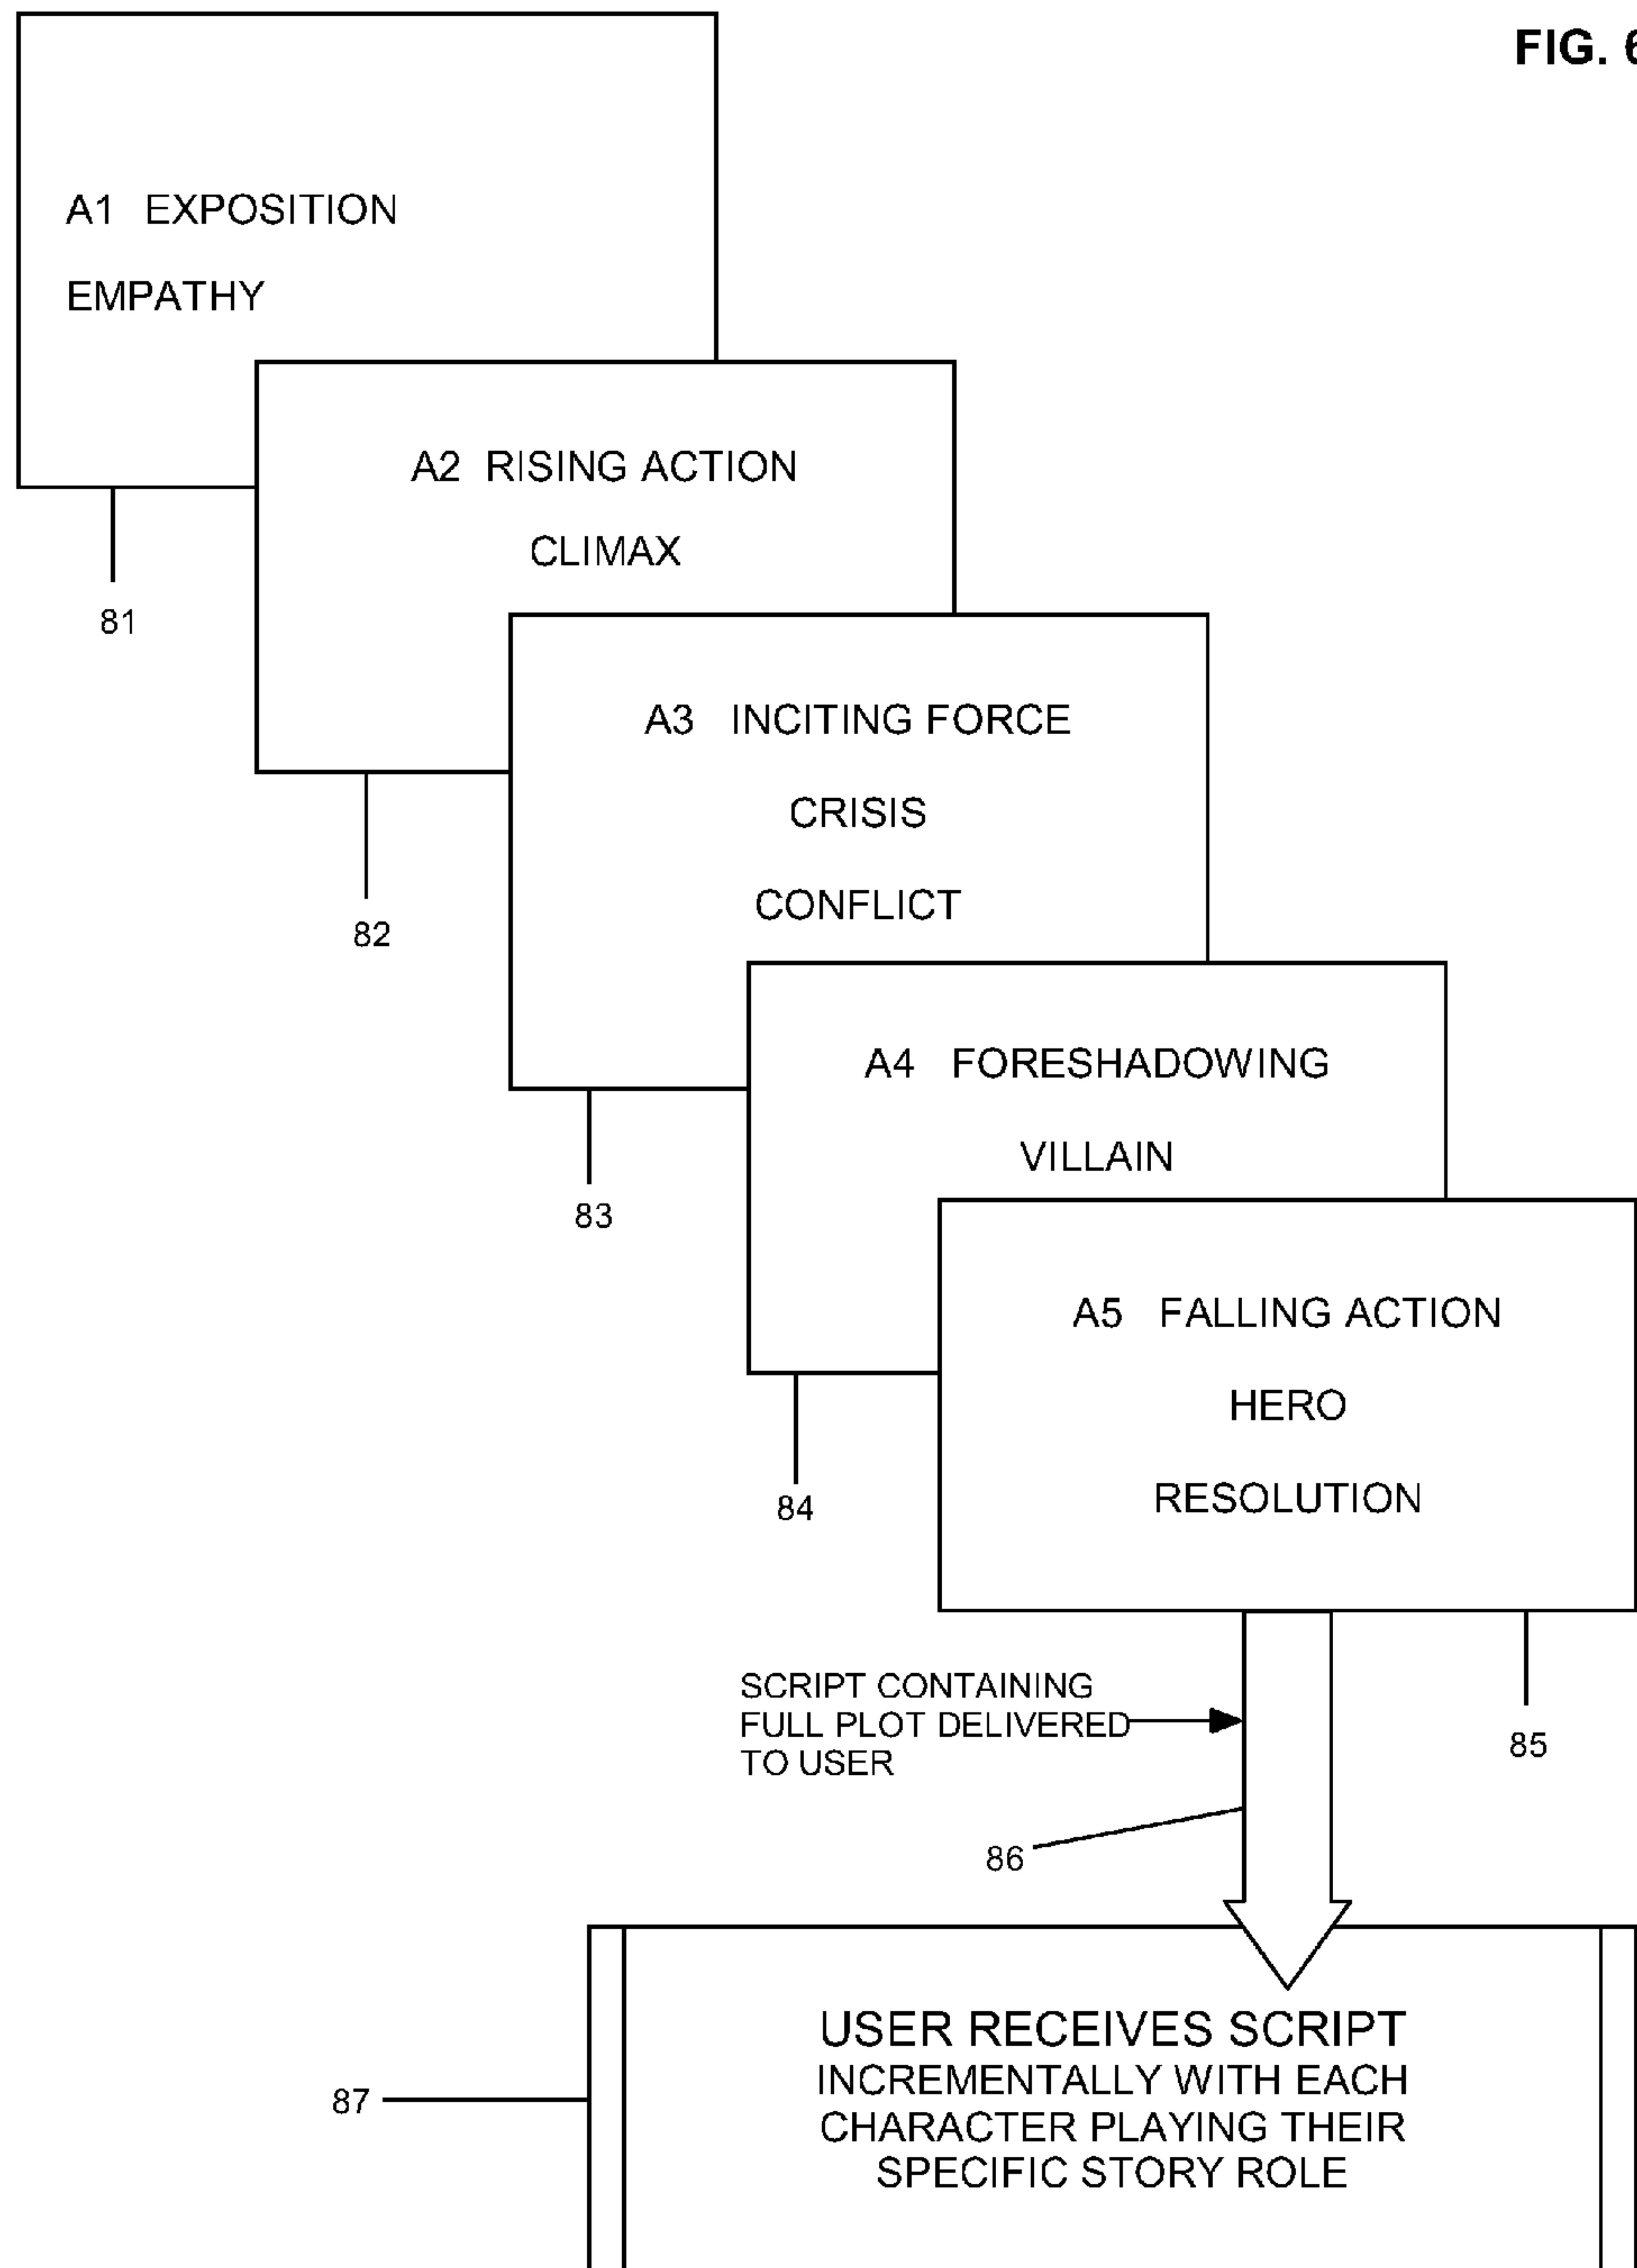 FIG. 6
A1 EXPOSITION
EMPATHY
A2 RISING ACTION
CLIMAX
81
A3 INCITING FORCE
CRISIS
CONFLICT
82
A4 FORESHADOWING
VILLAIN
83
A5 FALLING ACTION
HERO
RESOLUTION
84
SCRIPT CONTAINING
FULL PLOT DELIVERED
TO USER
85
86
USER RECEIVES SCRIPT
INCREMENTALLY WITH EACH
CHARACTER PLAYING THEIR
SPECIFIC STORY ROLE
87